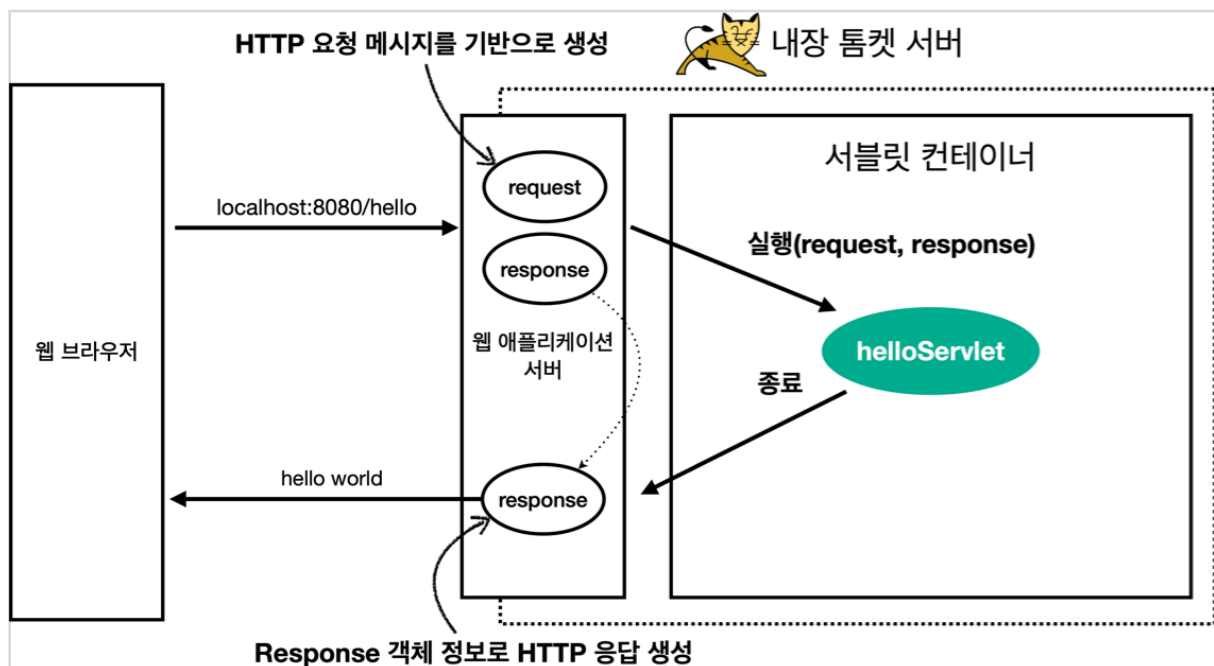 HTTP 요청 메시지를 기반으로 생성
내장 톰켓 서버
서블릿 컨테이너
request
localhost:8080/hello
실행(request, response)
response
웹 브라우저
웹 애플리케이션
서버
helloServlet
종료
hello world
response
Response 객체 정보로 HTTP 응답 생성